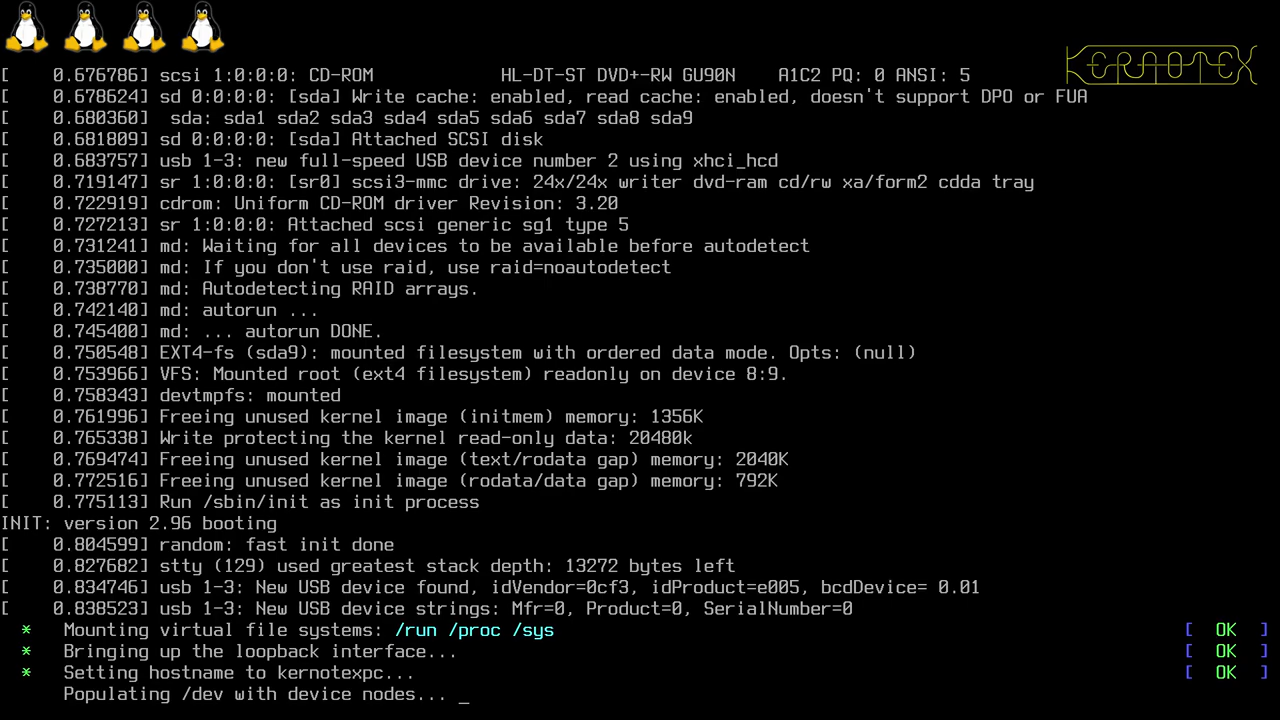 KERNOTEX
[    0.676786] scsi 1:0:0:0: CD-ROM            HL-DT-ST DVD+-RW GU90N    A1C2 PQ: 0 ANSI: 5
[    0.678624] sd 0:0:0:0: [sda] Write cache: enabled, read cache: enabled, doesn't support DPO or FUA
[    0.680360]  sda: sda1 sda2 sda3 sda4 sda5 sda6 sda7 sda8 sda9
[    0.681809] sd 0:0:0:0: [sda] Attached SCSI disk
[    0.683757] usb 1-3: new full-speed USB device number 2 using xhci_hcd
[    0.719147] sr 1:0:0:0: [sr0] scsi3-mmc drive: 24x/24x writer dvd-ram cd/rw xa/form2 cdda tray
[    0.722919] cdrom: Uniform CD-ROM driver Revision: 3.20
[    0.727213] sr 1:0:0:0: Attached scsi generic sg1 type 5
[    0.731241] md: Waiting for all devices to be available before autodetect
[    0.735000] md: If you don't use raid, use raid=noautodetect
[    0.738770] md: Autodetecting RAID arrays.
[    0.742140] md: autorun ...
[    0.745400] md: ... autorun DONE.
[    0.750548] EXT4-fs (sda9): mounted filesystem with ordered data mode. Opts: (null)
[    0.753966] VFS: Mounted root (ext4 filesystem) readonly on device 8:9.
[    0.758343] devtmpfs: mounted
[    0.761996] Freeing unused kernel image (initmem) memory: 1356K
[    0.765338] Write protecting the kernel read-only data: 20480k
[    0.769474] Freeing unused kernel image (text/rodata gap) memory: 2040K
[    0.772516] Freeing unused kernel image (rodata/data gap) memory: 792K
[    0.775113] Run /sbin/init as init process
INIT: version 2.96 booting
[    0.804599] random: fast init done
[    0.827682] stty (129) used greatest stack depth: 13272 bytes left
[    0.834746] usb 1-3: New USB device found, idVendor=0cf3, idProduct=e005, bcdDevice= 0.01
[    0.838523] usb 1-3: New USB device strings: Mfr=0, Product=0, SerialNumber=0
  *   Mounting virtual file systems: /run /proc /sys [  OK  ]
  *   Bringing up the loopback interface... [  OK  ]
  *   Setting hostname to kernotexpc... [  OK  ]
      Populating /dev with device nodes... _